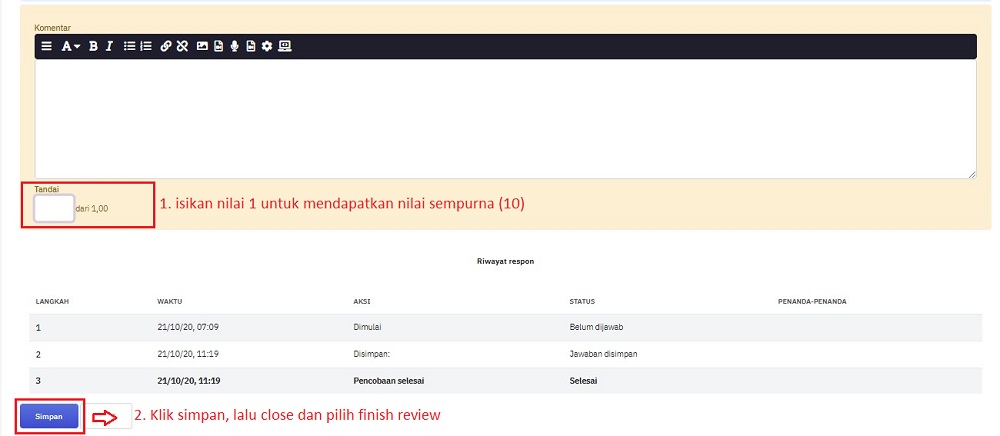 Komentar
A B I
Tandai
dari 1,00
1. isikan nilai 1 untuk mendapatkan nilai sempurna (10)
Riwayat respon
LANGKAH WAKTU AKSI STATUS PENANDA-PENANDA
1 21/10/20, 07:09 Dimulai Belum dijawab
2 21/10/20, 11:19 Disimpan: Jawaban disimpan
3 21/10/20, 11:19 Pencobaan selesai Selesai
Simpan
2. Klik simpan, lalu close dan pilih finish review